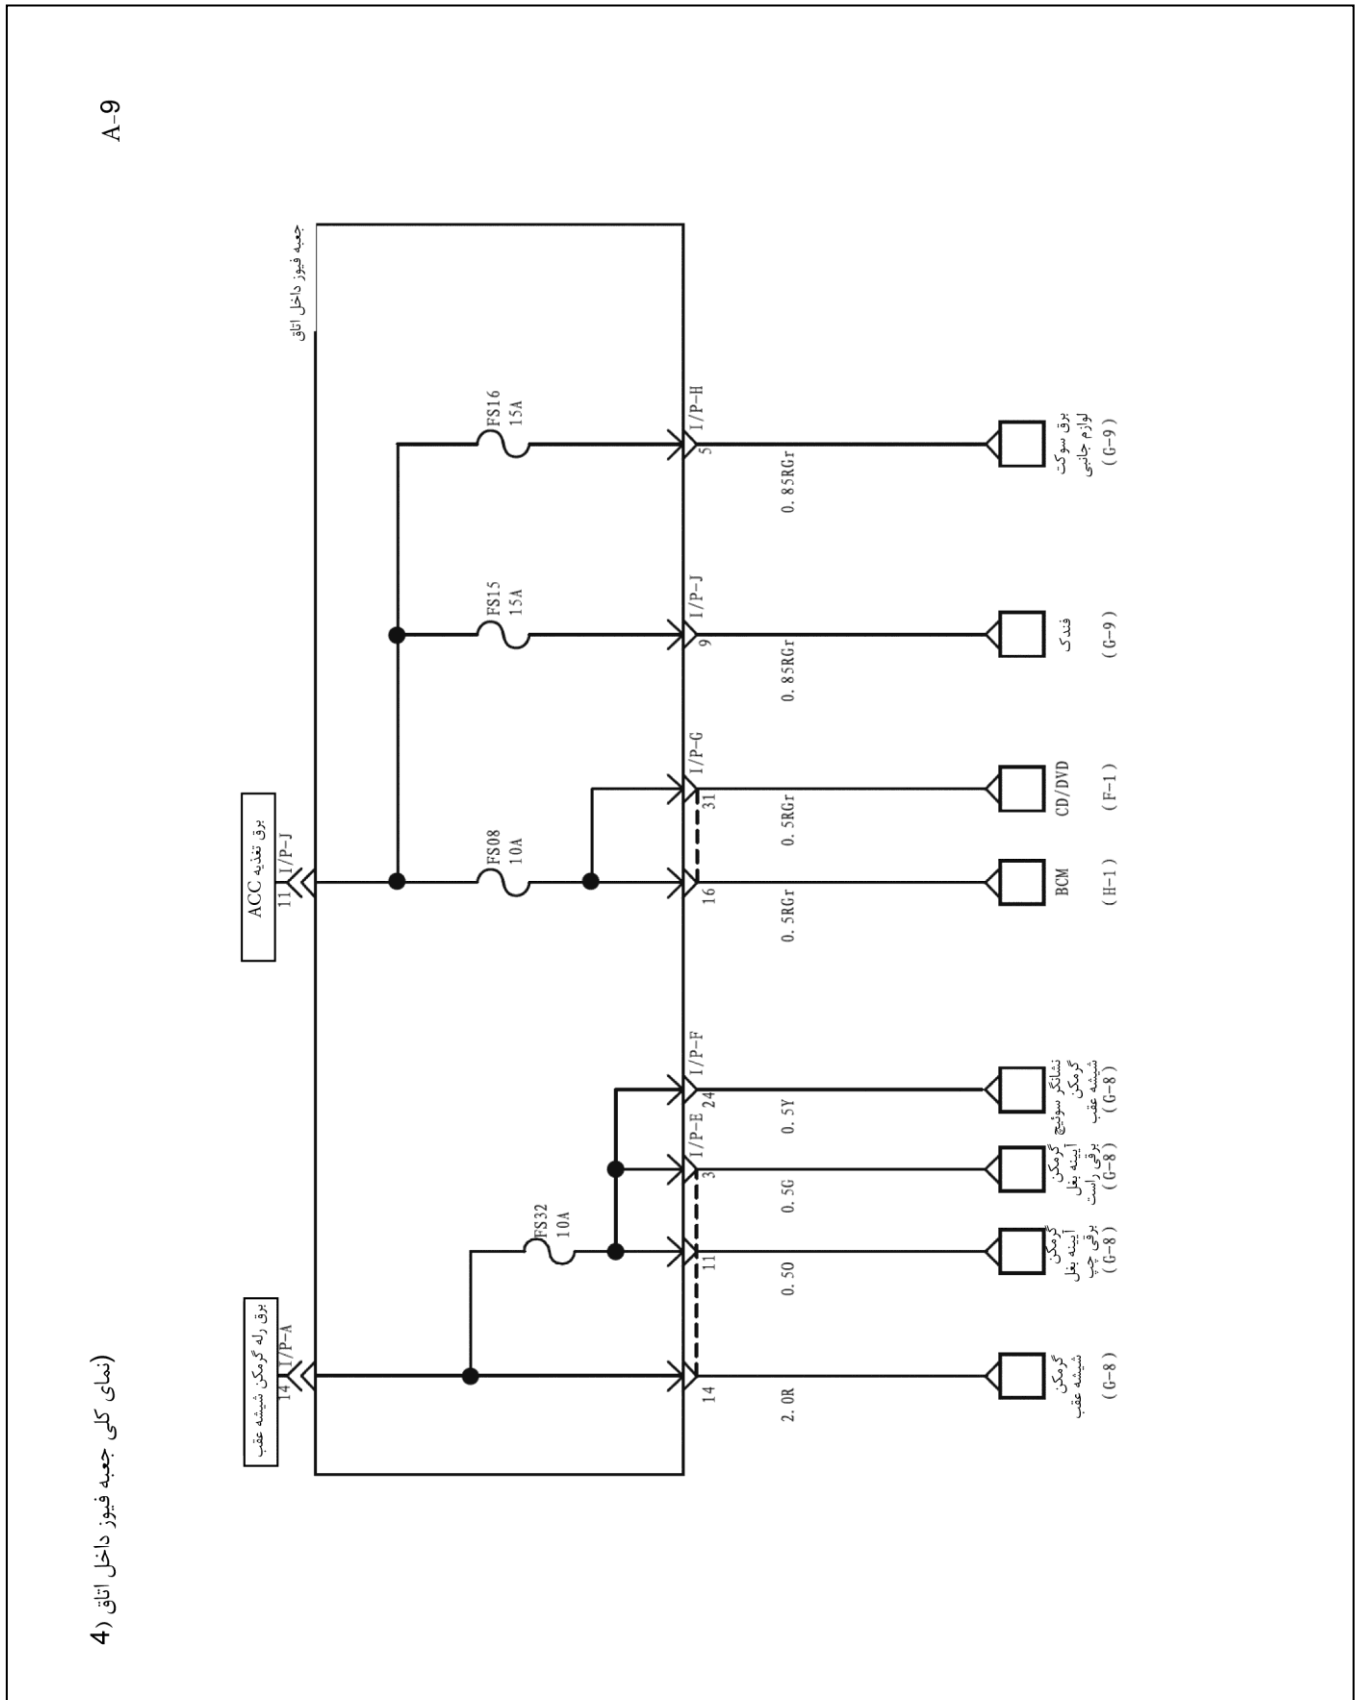 نمای کلی جعبه فیوز داخل اتاق (4)
A-9
برق رله گرمکن شیشه عقب
14 I/P-A
برق تغذیه ACC
11 I/P-J
جعبه فیوز داخل اتاق
FS32
10A
FS08
10A
FS15
15A
FS16
15A
14
11
3
I/P-E
24
I/P-F
16
31
I/P-G
9
I/P-J
5
I/P-H
2.0R
0.5O
0.5G
0.5Y
0.5RGr
0.5RGr
0.85RGr
0.85RGr
گرمکن
شیشه عقب
(G-8)
گرمکن
آیینه بغل
برقی چپ
(G-8)
گرمکن
آیینه بغل
برقی راست
(G-8)
نشانگر سوئیچ
گرمکن
شیشه عقب
(G-8)
BCM
(H-1)
CD/DVD
(F-1)
فندک
(G-9)
برق سوکت
لوازم جانبی
(G-9)